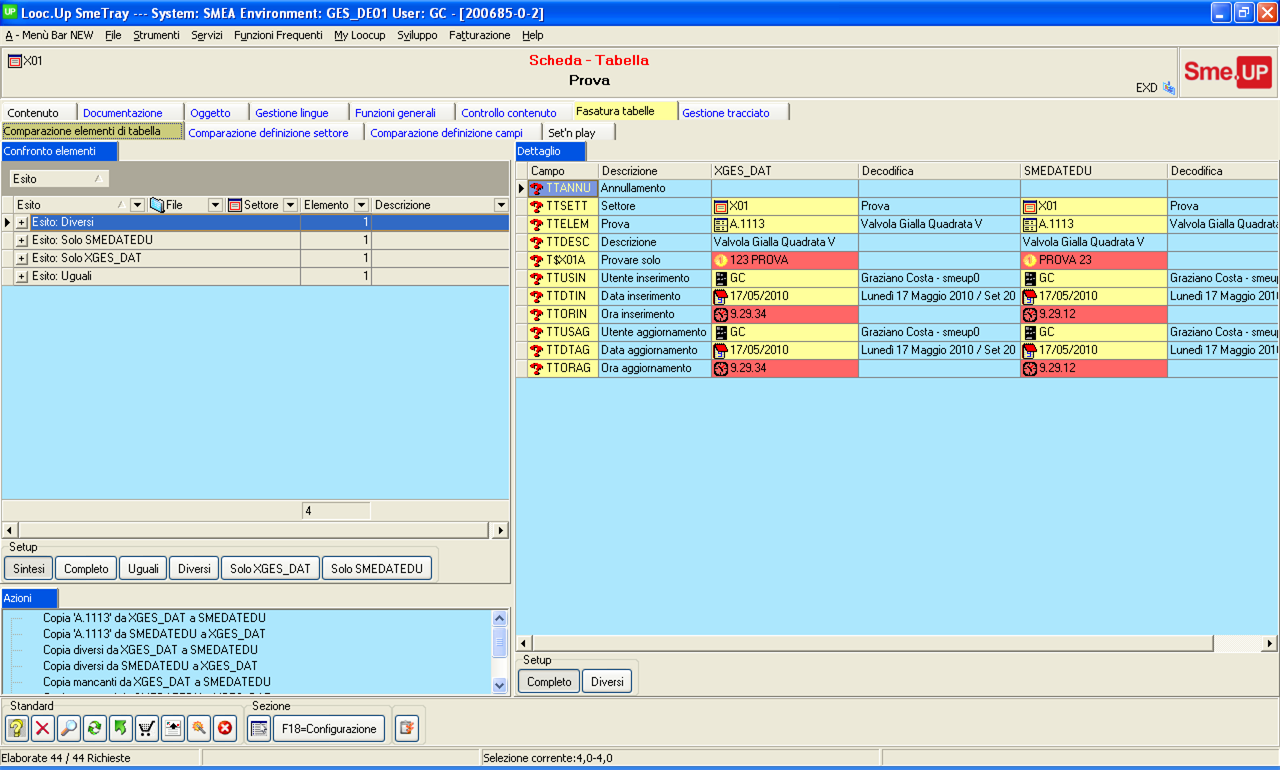 UP Looc.Up SmeTray --- System: SMEA Environment: GES_DE01 User: GC - [200685-0-2]
A - Menù Bar NEW File Strumenti Servizi Funzioni Frequenti My Loocup Sviluppo Fatturazione Help
X01
Scheda - Tabella
Prova
EXD
Sme.UP
Contenuto Documentazione Oggetto Gestione lingue Funzioni generali Controllo contenuto Fasatura tabelle Gestione tracciato
Comparazione elementi di tabella Comparazione definizione settore Comparazione definizione campi Set'n play
Confronto elementi
Esito
Esito File Settore Elemento Descrizione
Esito: Diversi 1
Esito: Solo SMEDATEDU 1
Esito: Solo XGES_DAT 1
Esito: Uguali 1
4
Setup
Sintesi Completo Uguali Diversi Solo XGES_DAT Solo SMEDATEDU
Azioni
Copia 'A.1113' da XGES_DAT a SMEDATEDU
Copia 'A.1113' da SMEDATEDU a XGES_DAT
Copia diversi da XGES_DAT a SMEDATEDU
Copia diversi da SMEDATEDU a XGES_DAT
Copia mancanti da XGES_DAT a SMEDATEDU
Dettaglio
Campo Descrizione XGES_DAT Decodifica SMEDATEDU Decodifica
TTANNU Annullamento
TTSETT Settore X01 Prova X01 Prova
TTELEM Prova A.1113 Valvola Gialla Quadrata V A.1113 Valvola Gialla Quadrata
TTDESC Descrizione Valvola Gialla Quadrata V Valvola Gialla Quadrata V
T$X01A Provare solo 123 PROVA PROVA 23
TTUSIN Utente inserimento GC Graziano Costa - smeup0 GC Graziano Costa - smeup
TTDTIN Data inserimento 17/05/2010 Lunedì 17 Maggio 2010 / Set 20 17/05/2010 Lunedì 17 Maggio 2010
TTORIN Ora inserimento 9.29.34 9.29.12
TTUSAG Utente aggiornamento GC Graziano Costa - smeup0 GC Graziano Costa - smeup
TTDTAG Data aggiornamento 17/05/2010 Lunedì 17 Maggio 2010 / Set 20 17/05/2010 Lunedì 17 Maggio 2010
TTORAG Ora aggiornamento 9.29.34 9.29.12
Setup
Completo Diversi
Standard Sezione
F18=Configurazione
Elaborate 44 / 44 Richieste Selezione corrente:4,0-4,0